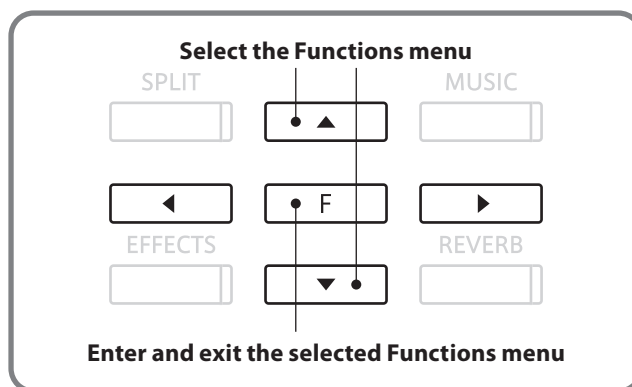 Select the Functions menu
SPLIT
MUSIC
F
EFFECTS
REVERB
Enter and exit the selected Functions menu